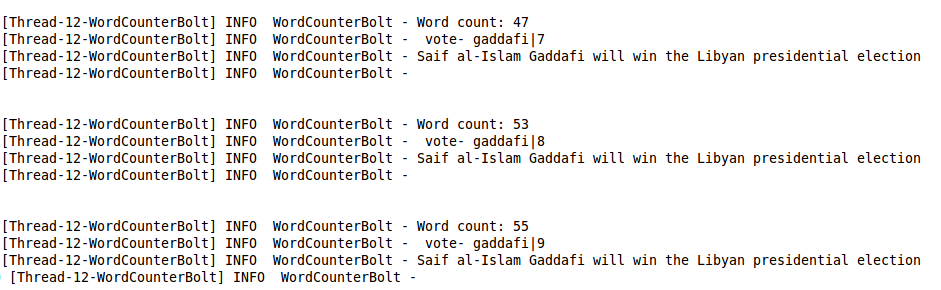 [Thread-12-WordCounterBolt] INFO  WordCounterBolt - Word count: 47
[Thread-12-WordCounterBolt] INFO  WordCounterBolt -  vote- gaddafi|7
[Thread-12-WordCounterBolt] INFO  WordCounterBolt - Saif al-Islam Gaddafi will win the Libyan presidential election
[Thread-12-WordCounterBolt] INFO  WordCounterBolt -
[Thread-12-WordCounterBolt] INFO  WordCounterBolt - Word count: 53
[Thread-12-WordCounterBolt] INFO  WordCounterBolt -  vote- gaddafi|8
[Thread-12-WordCounterBolt] INFO  WordCounterBolt - Saif al-Islam Gaddafi will win the Libyan presidential election
[Thread-12-WordCounterBolt] INFO  WordCounterBolt -
[Thread-12-WordCounterBolt] INFO  WordCounterBolt - Word count: 55
[Thread-12-WordCounterBolt] INFO  WordCounterBolt -  vote- gaddafi|9
[Thread-12-WordCounterBolt] INFO  WordCounterBolt - Saif al-Islam Gaddafi will win the Libyan presidential election
[Thread-12-WordCounterBolt] INFO  WordCounterBolt -